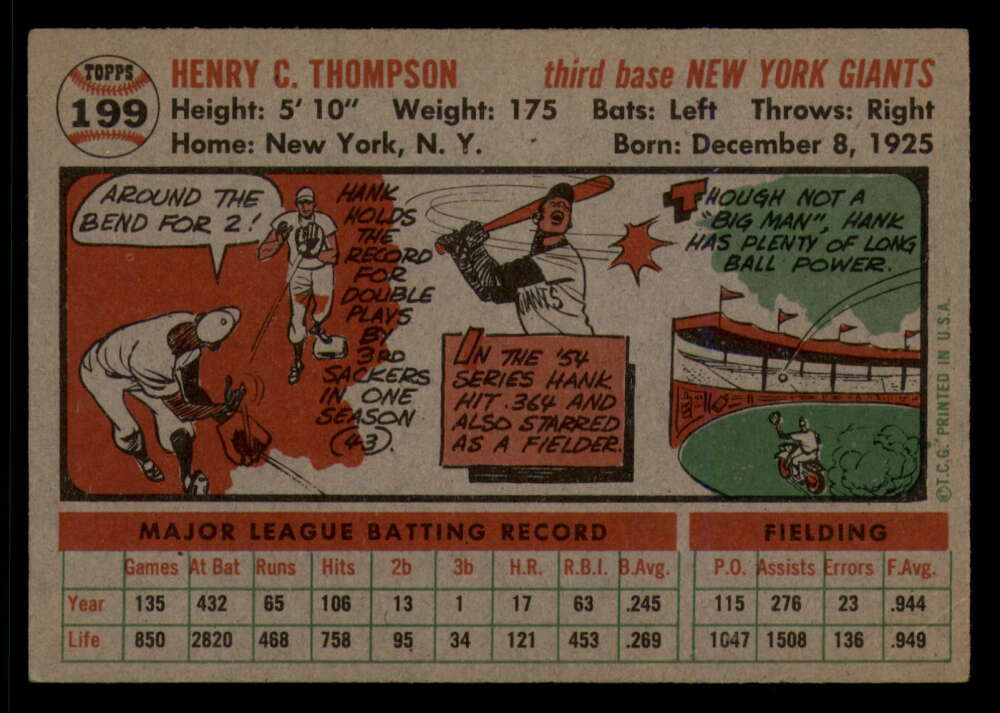 TOPPS
199
HENRY C. THOMPSON third base NEW YORK GIANTS
Height: 5' 10" Weight: 175 Bats: Left Throws: Right
Home: New York, N. Y. Born: December 8, 1925
AROUND THE
BEND FOR 2!
HANK
HOLDS
THE
RECORD
FOR
DOUBLE
PLAYS
BY
3RD
SACKERS
IN ONE
SEASON
(43).
GIANTS
IN THE '54
SERIES HANK
HIT .364 AND
ALSO STARRED
AS A FIELDER.
THOUGH NOT A
"BIG MAN", HANK
HAS PLENTY OF LONG
BALL POWER.
©T.C.G. PRINTED IN U.S.A.
MAJOR LEAGUE BATTING RECORD FIELDING
Games At Bat Runs Hits 2b 3b H.R. R.B.I. B.Avg. P.O. Assists Errors F.Avg.
Year 135 432 65 106 13 1 17 63 .245 115 276 23 .944
Life 850 2820 468 758 95 34 121 453 .269 1047 1508 136 .949